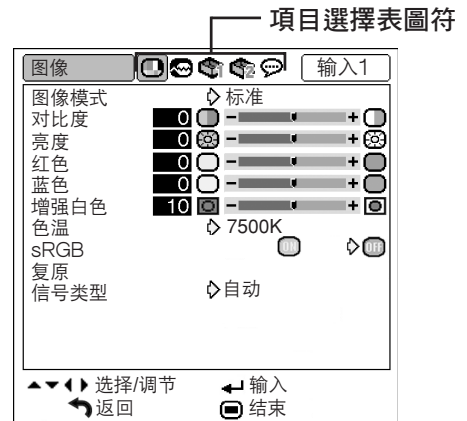 項目選擇表圖符
图像 输入1
图像模式 标准
对比度 0 - +
亮度 0 - +
红色 0 - +
蓝色 0 - +
增强白色 10 - +
色温 7500K
sRGB ON OFF
复原
信号类型 自动
选择/调节 输入
返回 结束